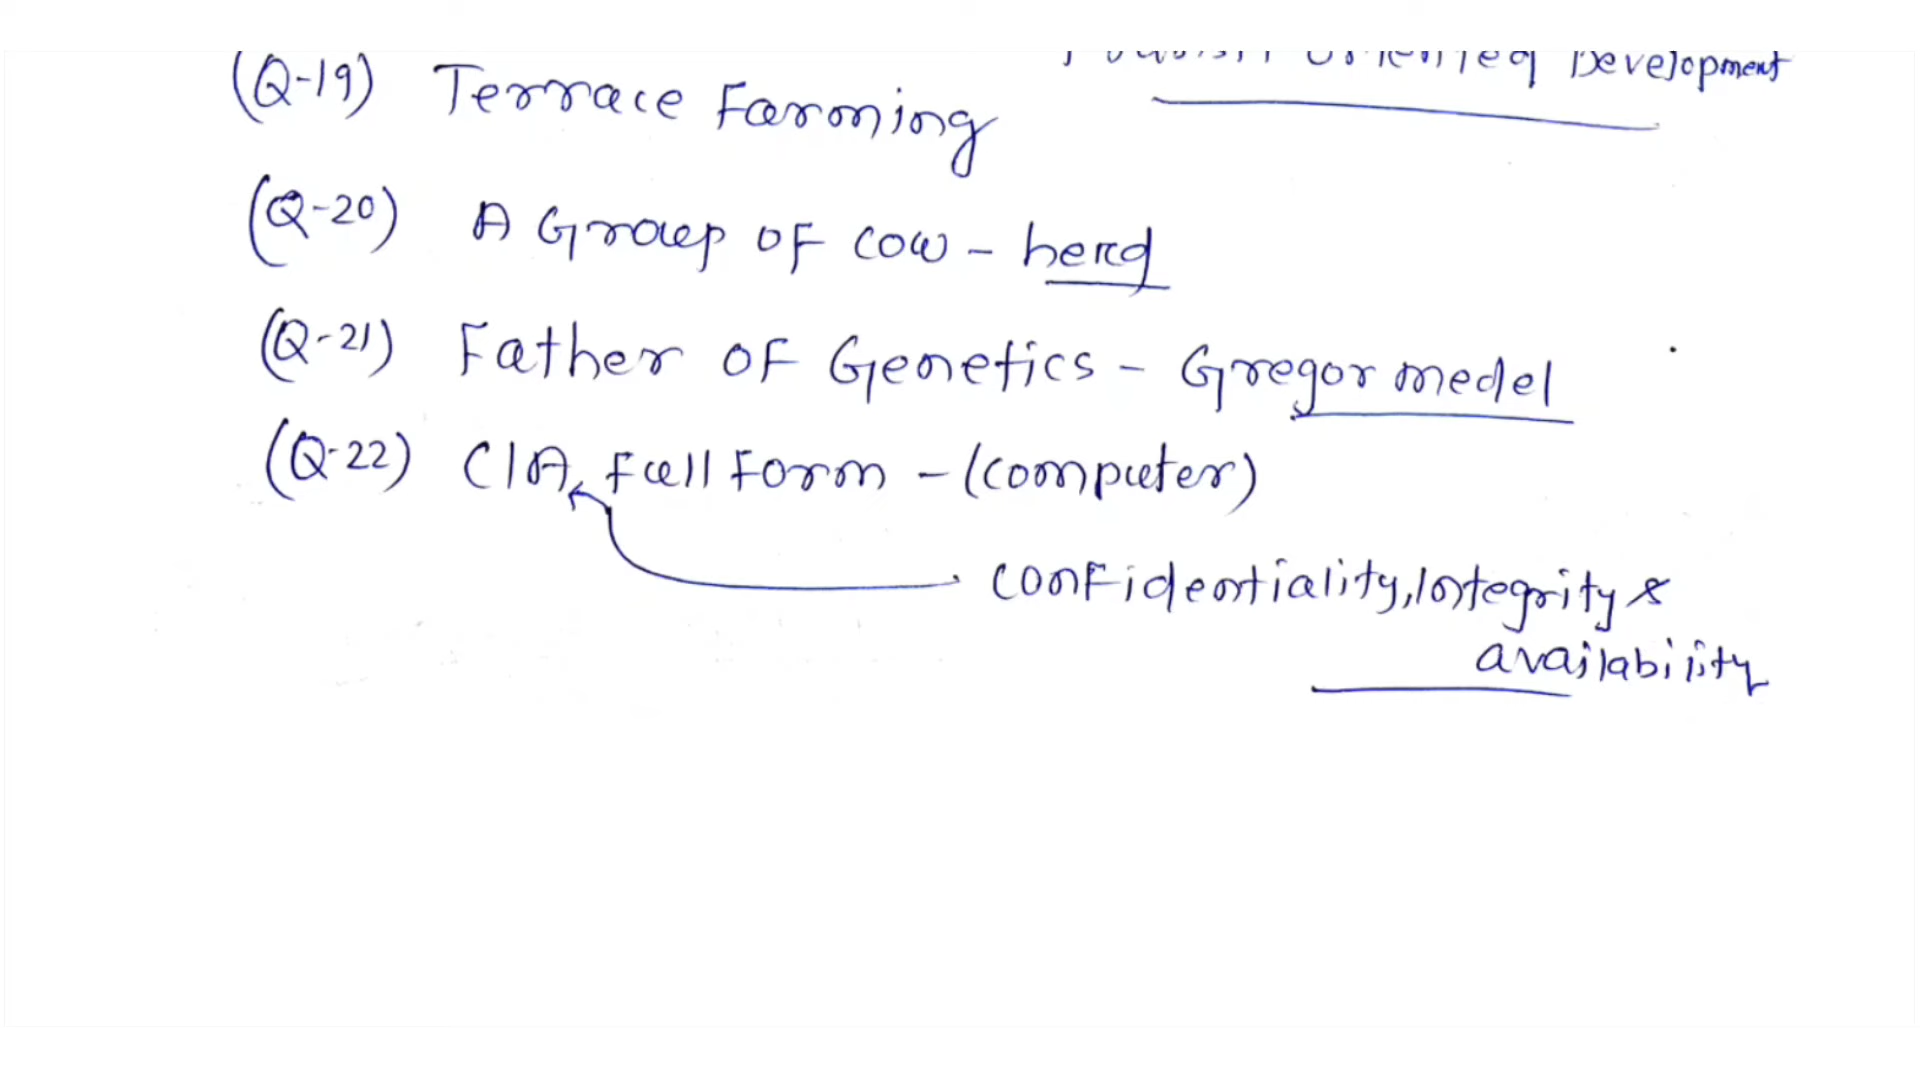 Oriented Development
(Q-19) Terrace Farming
(Q-20) A Group of cow - herd
(Q-21) Father of Genetics - Gregor medel
(Q-22) CIA full form - (computer)
confidentiality, Integrity &
availability